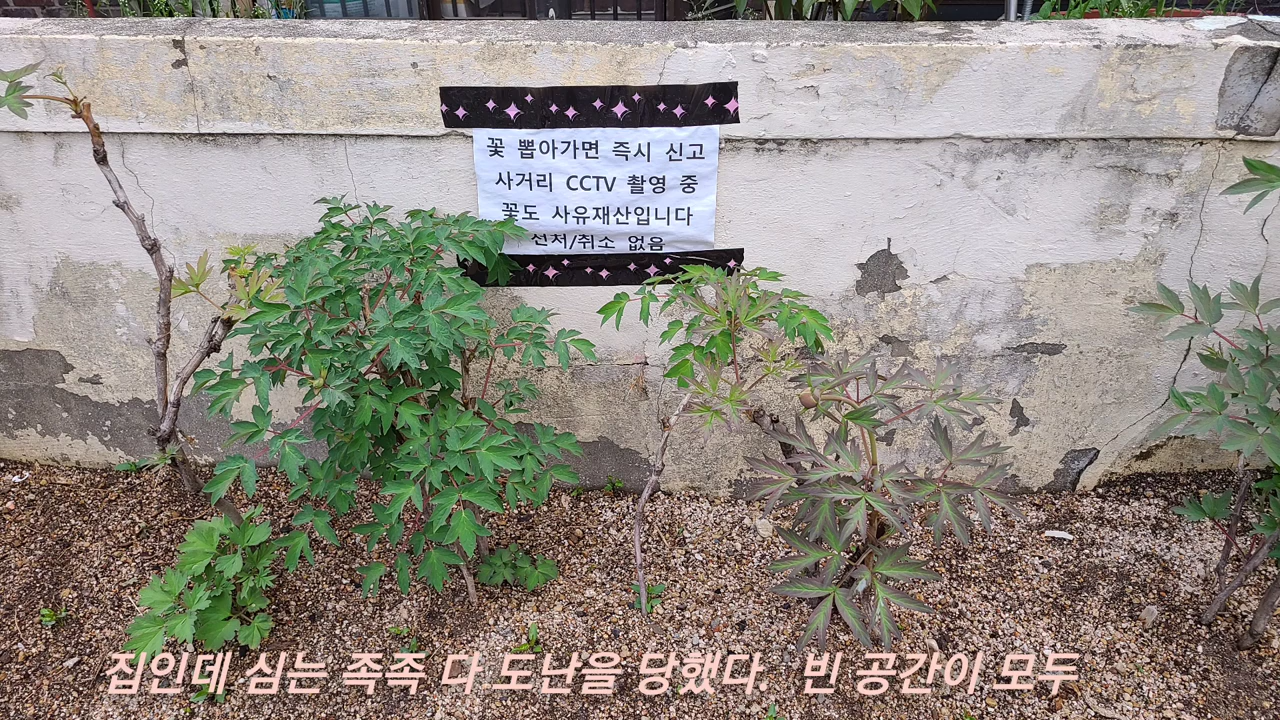 꽃 뽑아가면 즉시 신고
사거리 CCTV 촬영 중
꽃도 사유재산입니다
선처/취소 없음
집인데 심는 족족 다 도난을 당했다. 빈 공간이 모두